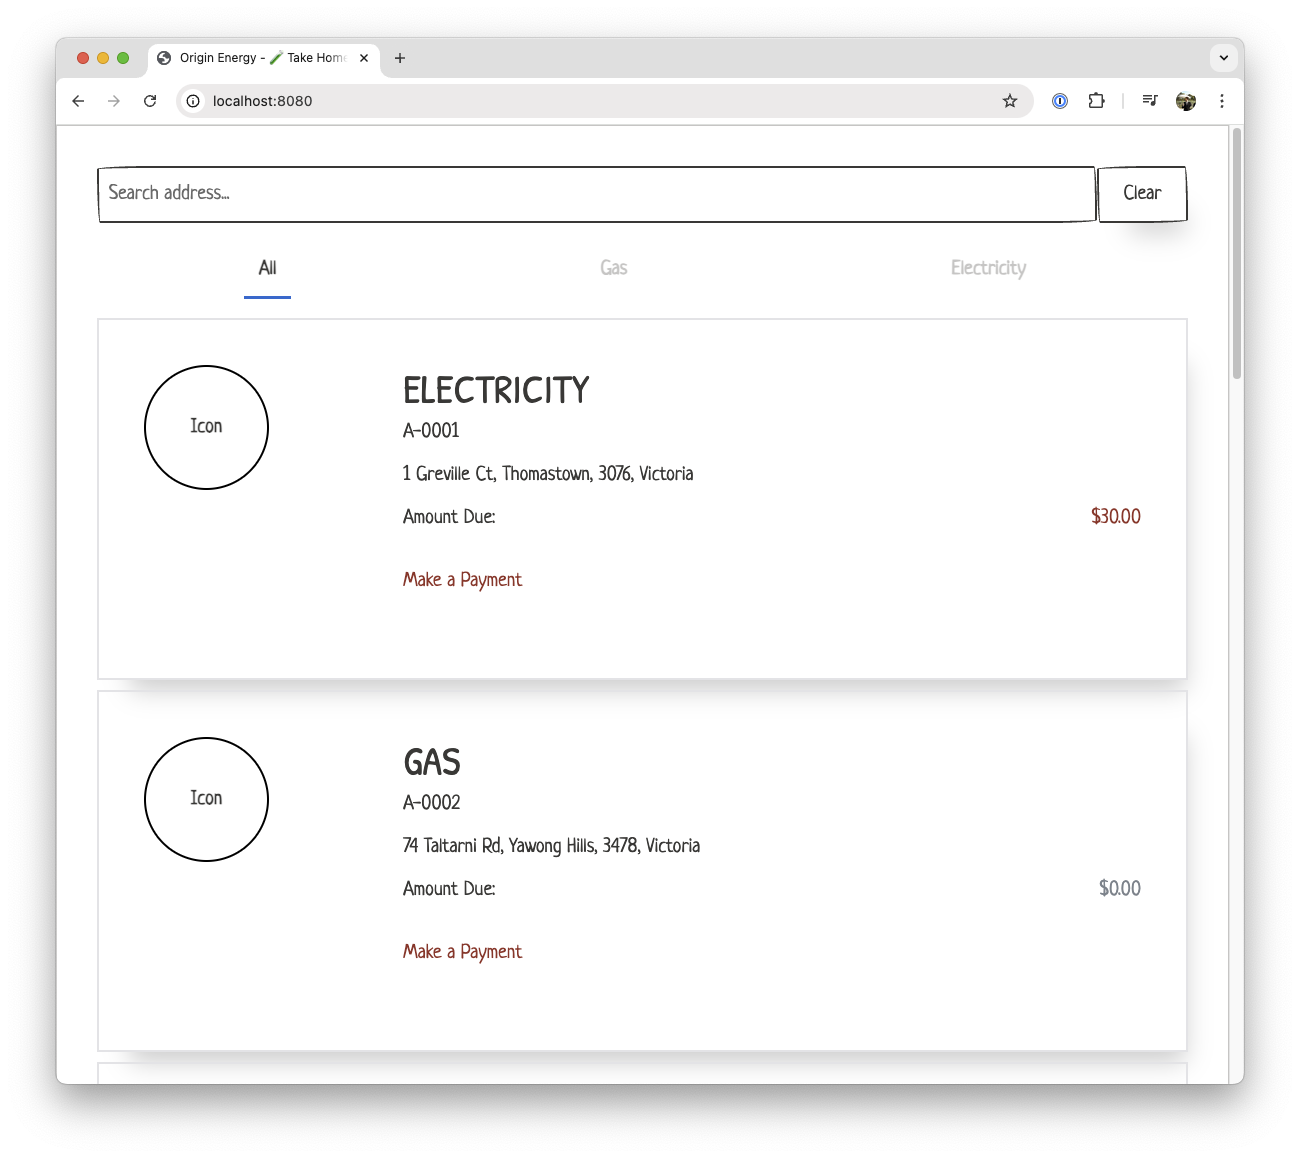 Origin Energy - Take Home
localhost:8080
Search address...
Clear
All
Gas
Electricity
Icon
ELECTRICITY
A-0001
1 Greville Ct, Thomastown, 3076, Victoria
Amount Due:
$30.00
Make a Payment
Icon
GAS
A-0002
74 Taltarni Rd, Yawong Hills, 3478, Victoria
Amount Due:
$0.00
Make a Payment